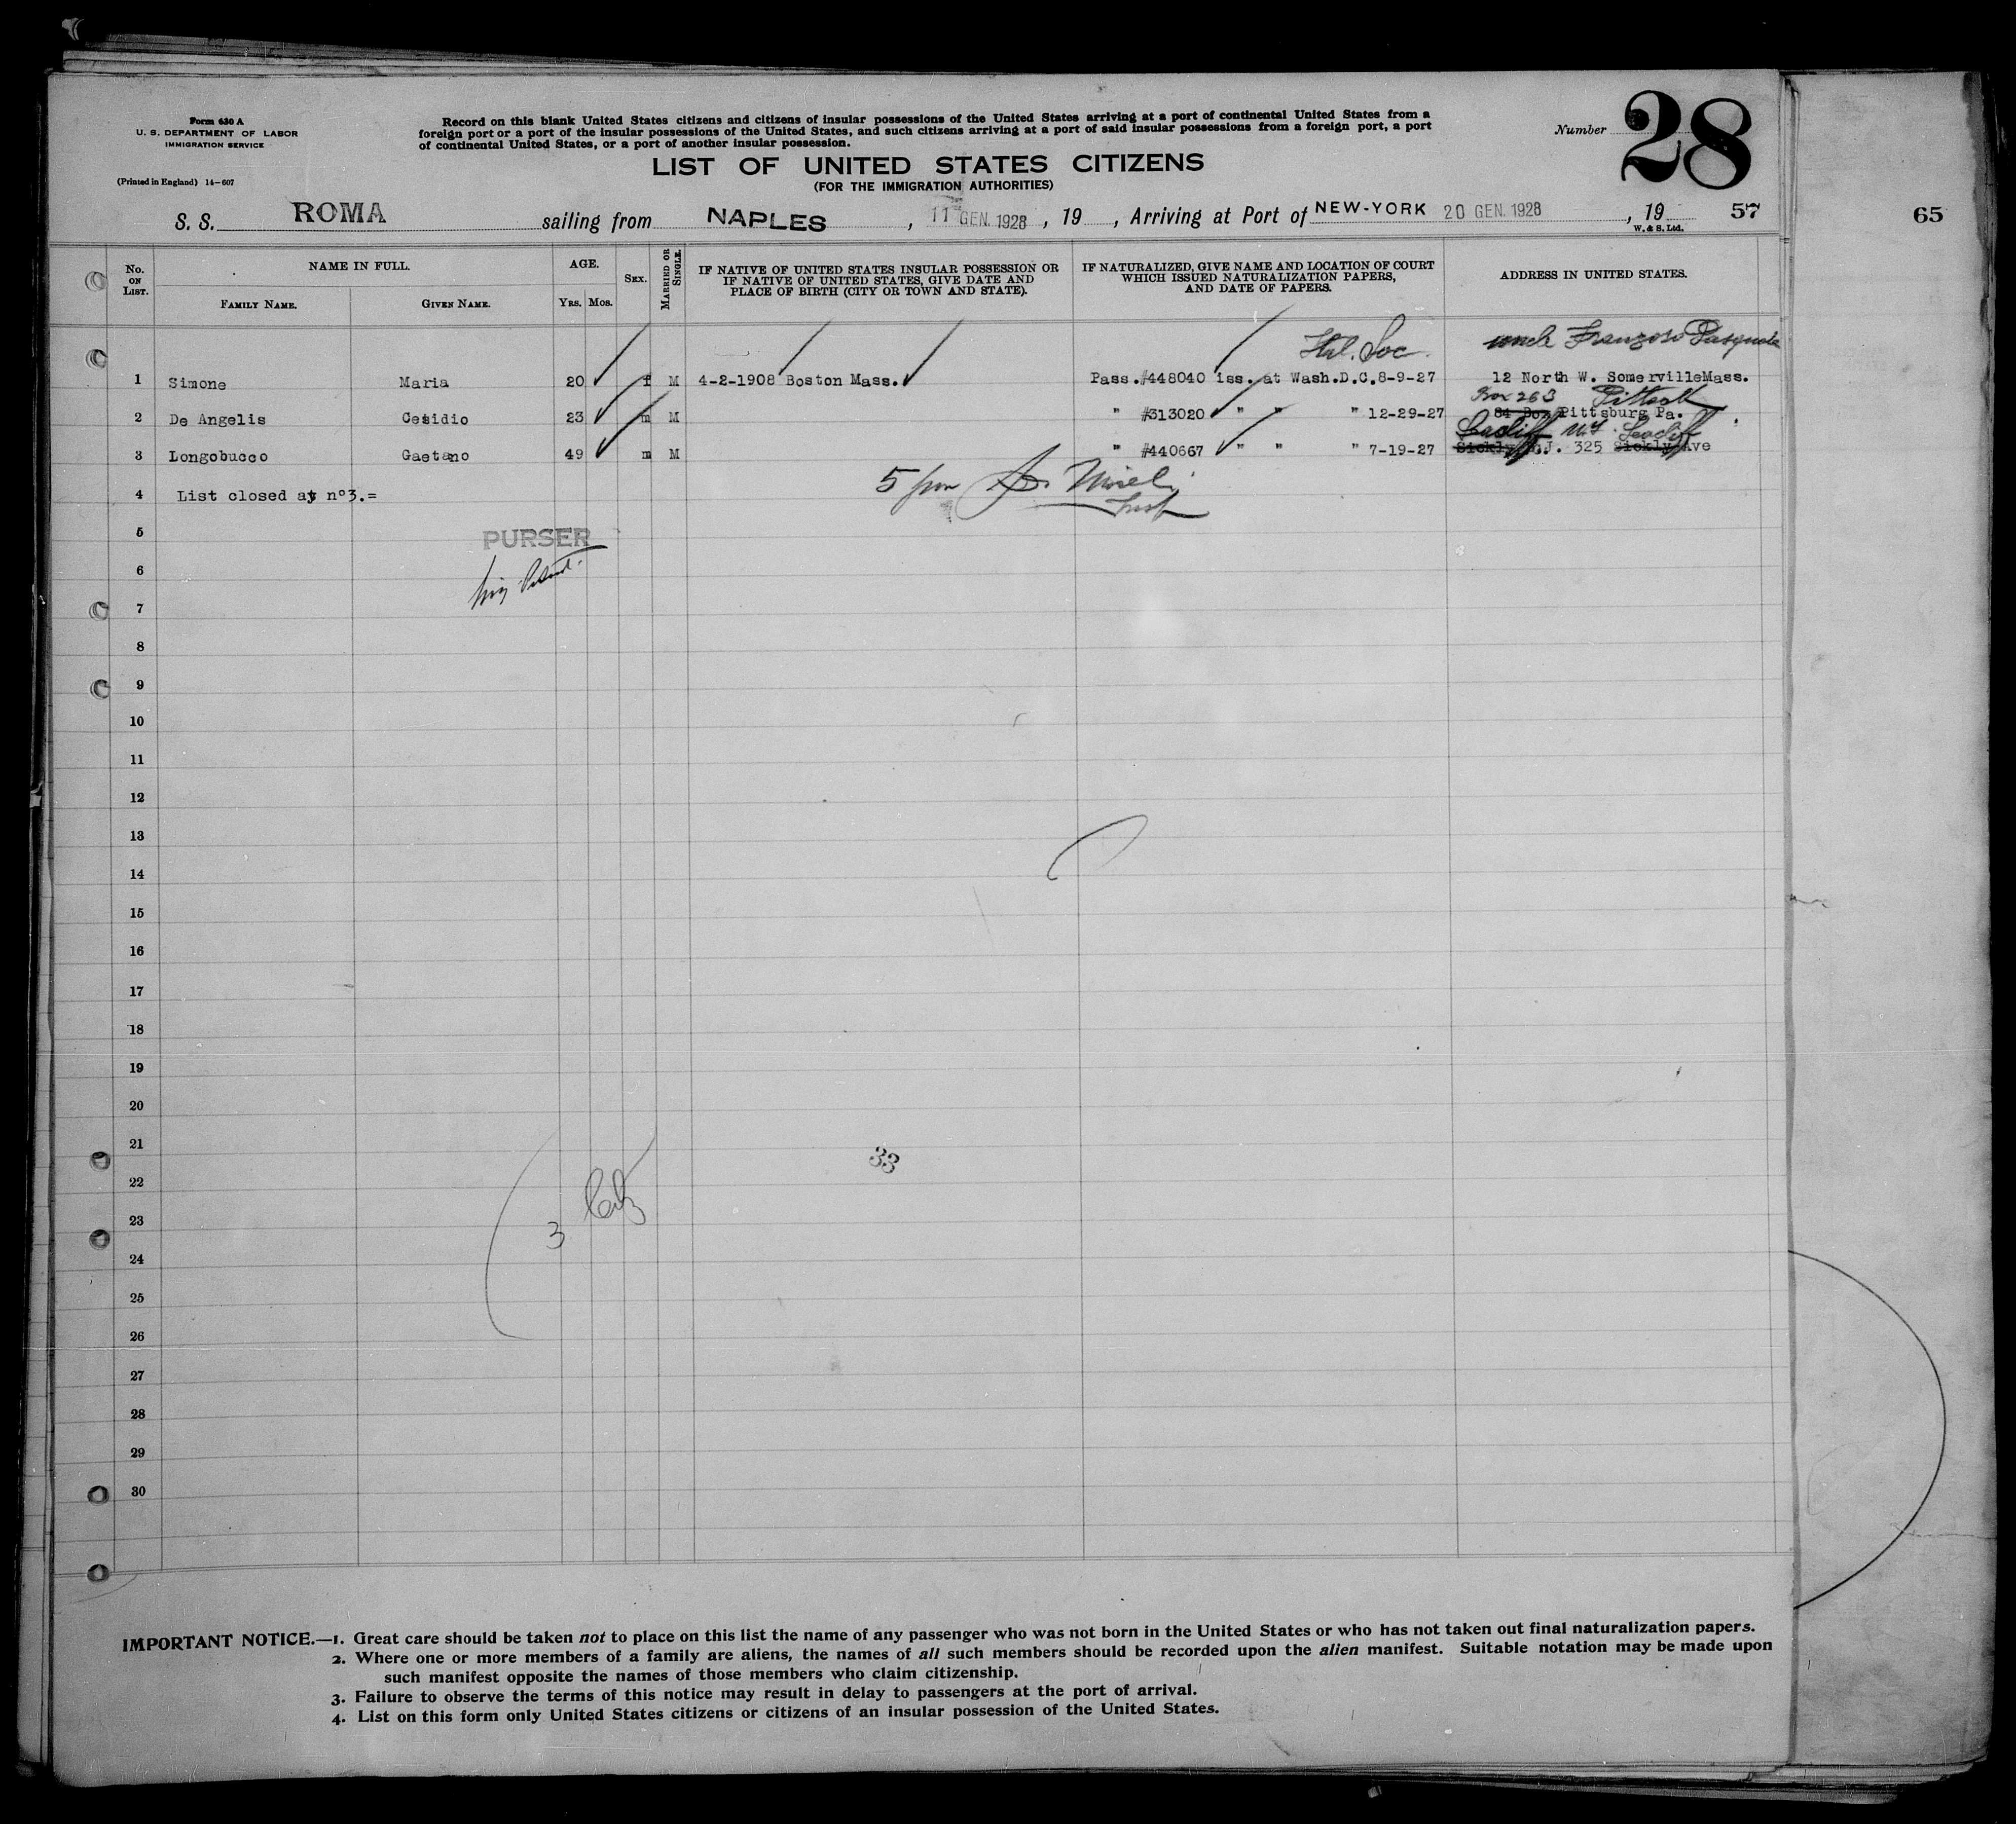 Form 630 A
U. S. DEPARTMENT OF LABOR
IMMIGRATION SERVICE
(Printed in England) 14-607
Record on this blank United States citizens and citizens of insular possessions of the United States arriving at a port of continental United States from a
foreign port or a port of the insular possessions of the United States, and such citizens arriving at a port of said insular possessions from a foreign port, a port
of continental United States, or a port of another insular possession.
LIST OF UNITED STATES CITIZENS
(FOR THE IMMIGRATION AUTHORITIES)
Number 28
S. S. ROMA sailing from NAPLES, 11 GEN. 1928, 19 , Arriving at Port of NEW-YORK 20 GEN. 1928, 19 57
W. & S. Ltd.
65
No. ON LIST.
NAME IN FULL.
FAMILY NAME. GIVEN NAME.
AGE.
YRS. MOS.
SEX.
MARRIED OR SINGLE.
IF NATIVE OF UNITED STATES INSULAR POSSESSION OR
IF NATIVE OF UNITED STATES, GIVE DATE AND
PLACE OF BIRTH (CITY OR TOWN AND STATE).
IF NATURALIZED, GIVE NAME AND LOCATION OF COURT
WHICH ISSUED NATURALIZATION PAPERS,
AND DATE OF PAPERS.
ADDRESS IN UNITED STATES.
Soc. uncle Franzoso Pasquale
1 Simone Maria 20 f M 4-2-1908 Boston Mass. Pass.#448040 iss. at Wash.D.C.8-9-27 12 North W. SomervilleMass.
Box 263
2 De Angelis Cesidio 23 m M " #313020 " " " 12-29-27 84 Box Pittsburg Pa.
3 Longobucco Gaetano 49 m M " #440667 " " " 7-19-27 Sickly N.J. 325 Sickly Ave
5 pm
4 List closed at n°3.=
5
PURSER
6
7
8
9
10
11
12
13
14
15
16
17
18
19
20
21
33
22
23
3 Citz
24
25
26
27
28
29
30
IMPORTANT NOTICE.—1. Great care should be taken not to place on this list the name of any passenger who was not born in the United States or who has not taken out final naturalization papers.
2. Where one or more members of a family are aliens, the names of all such members should be recorded upon the alien manifest. Suitable notation may be made upon
such manifest opposite the names of those members who claim citizenship.
3. Failure to observe the terms of this notice may result in delay to passengers at the port of arrival.
4. List on this form only United States citizens or citizens of an insular possession of the United States.